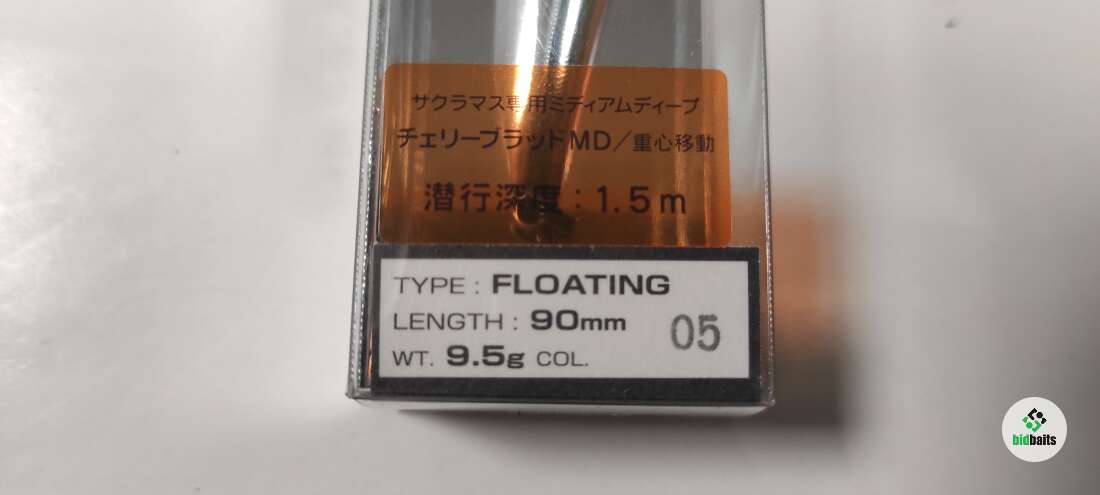 サクラマス専用ミディアムディープ
チェリーブラッドMD/重心移動
潜行深度：1.5m
TYPE : FLOATING
LENGTH : 90mm
WT. 9.5g COL. 05
bidbaits